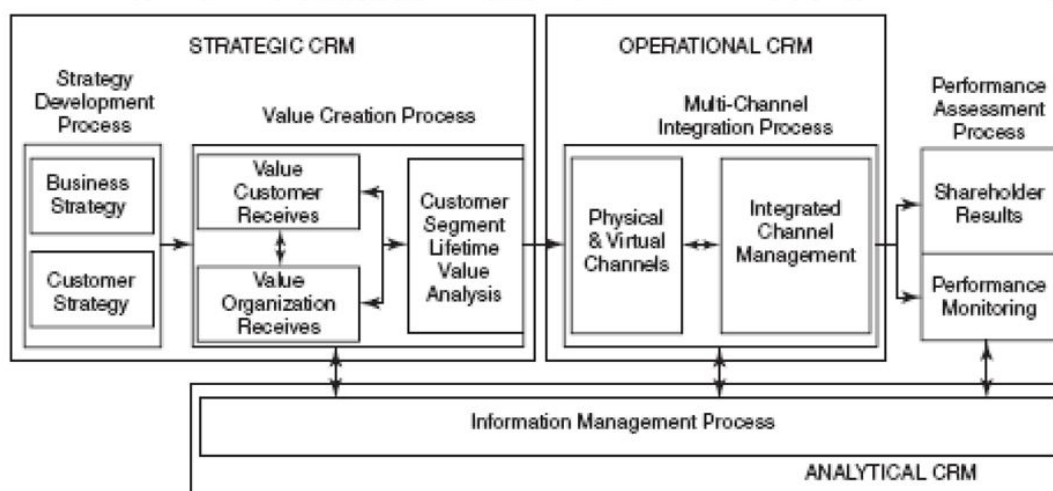 STRATEGIC CRM
OPERATIONAL CRM
Strategy
Development
Process
Value Creation Process
Multi-Channel
Integration Process
Performance
Assessment
Process
Business
Strategy
Customer
Strategy
Value
Customer
Receives
Value
Organization
Receives
Customer
Segment
Lifetime
Value
Analysis
Physical
& Virtual
Channels
Integrated
Channel
Management
Shareholder
Results
Performance
Monitoring
Information Management Process
ANALYTICAL CRM